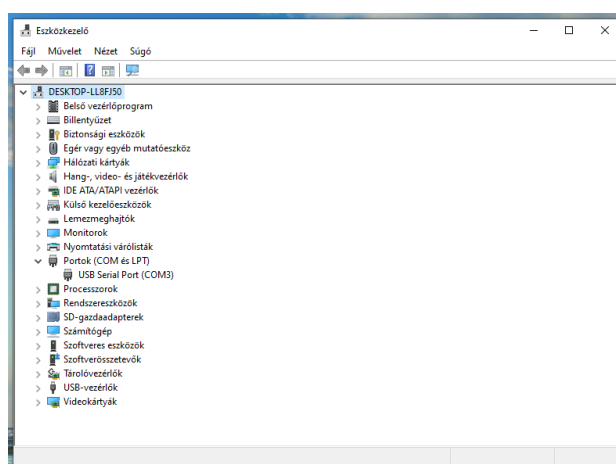 Eszközkezelő
Fájl Művelet Nézet Súgó
DESKTOP-LL8FJ50
Belső vezérlőprogram
Billentyűzet
Biztonsági eszközök
Egér vagy egyéb mutatóeszköz
Hálózati kártyák
Hang-, video- és játékvezérlők
IDE ATA/ATAPI vezérlők
Külső kezelőeszközök
Lemezmeghajtók
Monitorok
Nyomtatási várólisták
Portok (COM és LPT)
USB Serial Port (COM3)
Processzorok
Rendszereszközök
SD-gazdaadapterek
Számítógép
Szoftveres eszközök
Szoftverösszetevők
Tárolóvezérlők
USB-vezérlők
Videokártyák